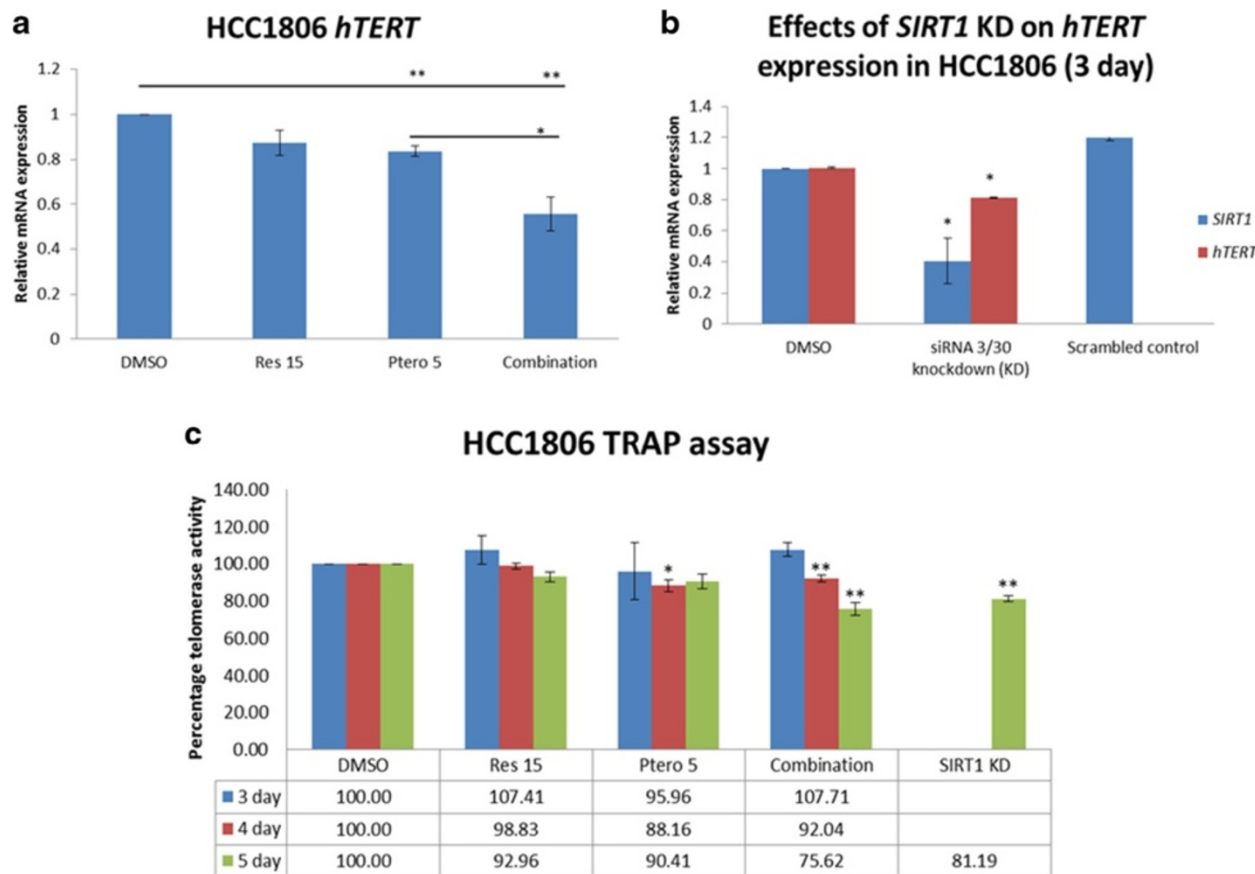 a
HCC1806 hTERT
1.2
1
0.8
0.6
0.4
0.2
0
Relative mRNA expression
** **
*
DMSO Res 15 Ptero 5 Combination
b
Effects of SIRT1 KD on hTERT
expression in HCC1806 (3 day)
1.4
1.2
1
0.8
0.6
0.4
0.2
0
Relative mRNA expression
*
*
DMSO siRNA 3/30 Scrambled control
knockdown (KD)
SIRT1
hTERT
c
HCC1806 TRAP assay
140.00
120.00
100.00
80.00
60.00
40.00
20.00
0.00
Percentage telomerase activity
* ** ** **
DMSO Res 15 Ptero 5 Combination SIRT1 KD
3 day 100.00 107.41 95.96 107.71
4 day 100.00 98.83 88.16 92.04
5 day 100.00 92.96 90.41 75.62 81.19